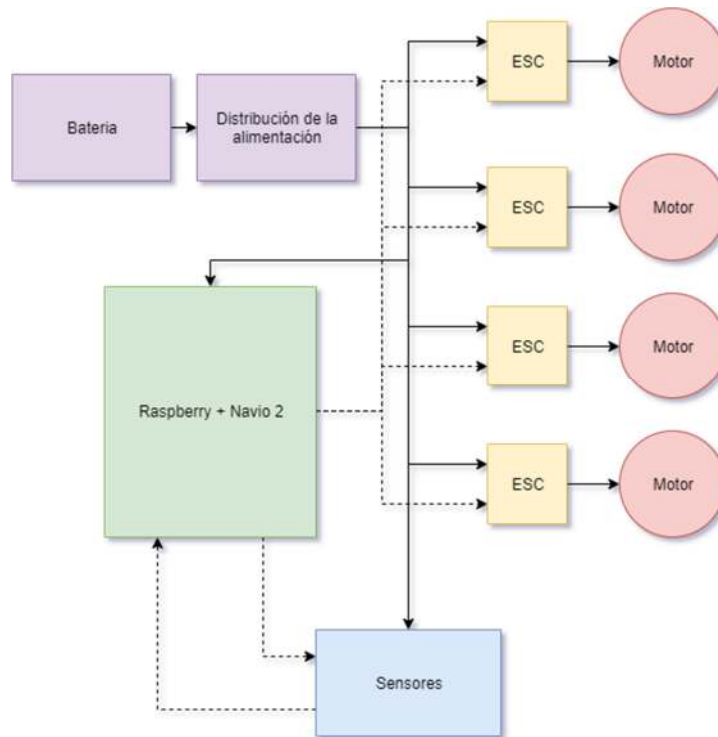 ESC
Motor
Bateria
Distribución de la
alimentación
ESC
Motor
ESC
Motor
Raspberry + Navio 2
ESC
Motor
Sensores